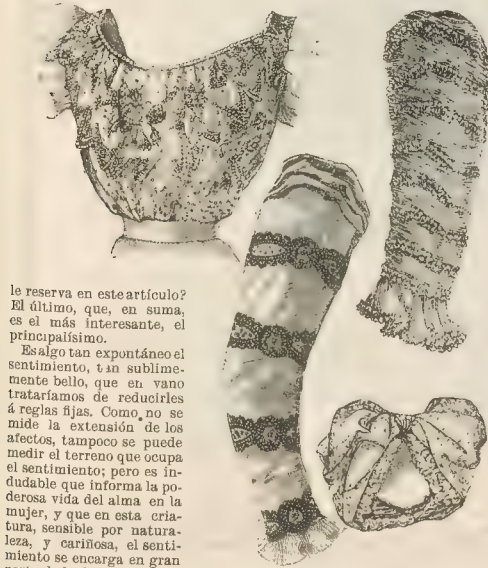 le reserva en este artículo?
El último, que, en suma,
es el más interesante, el
principalísimo.
Es algo tan expontáneo el
sentimiento, tan sublime-
mente bello, que en vano
trataríamos de reducirles
á reglas fijas. Como no se
mide la extensión de los
afectos, tampoco se puede
medir el terreno que ocupa
el sentimiento; pero es in-
dudable que informa la po-
derosa vida del alma en la
mujer, y que en esta cria-
tura, sensible por natura-
leza, y cariñosa, el senti-
miento se encarga en gran